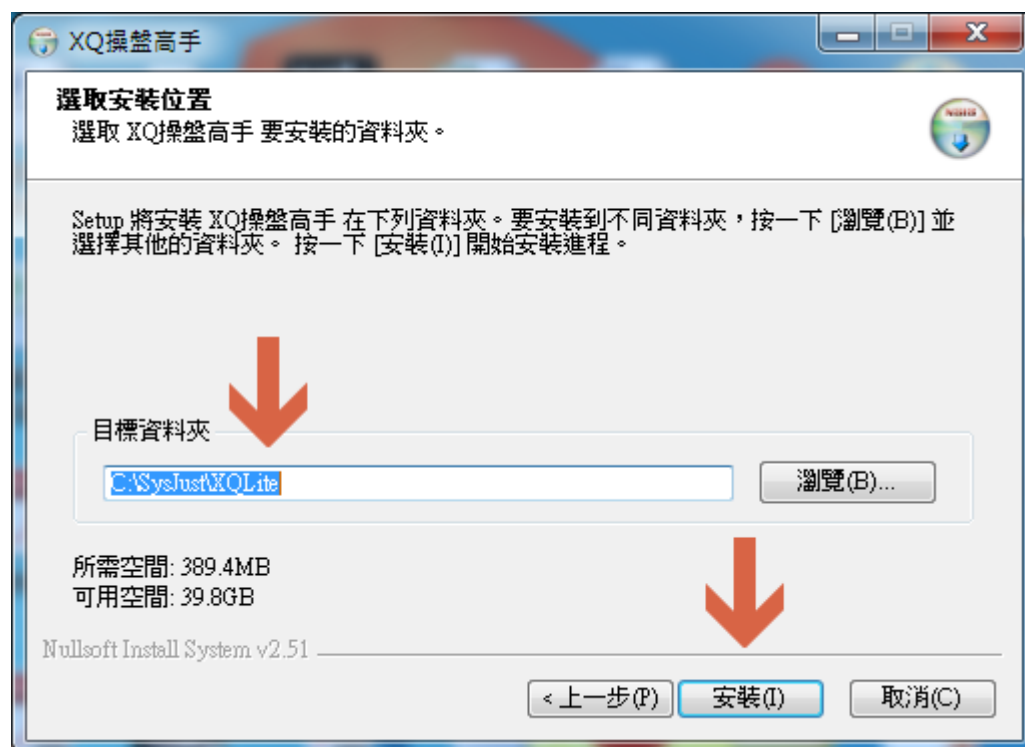 XQ操盤高手
選取安裝位置
選取 XQ操盤高手 要安裝的資料夾。
Setup 將安裝 XQ操盤高手 在下列資料夾。要安裝到不同資料夾，按一下 [瀏覽(B)] 並
選擇其他的資料夾。 按一下 [安裝(I)] 開始安裝進程。
目標資料夾
C:\SysJust\XQLite
瀏覽(B)...
所需空間: 389.4MB
可用空間: 39.8GB
Nullsoft Install System v2.51
< 上一步(P)
安裝(I)
取消(C)